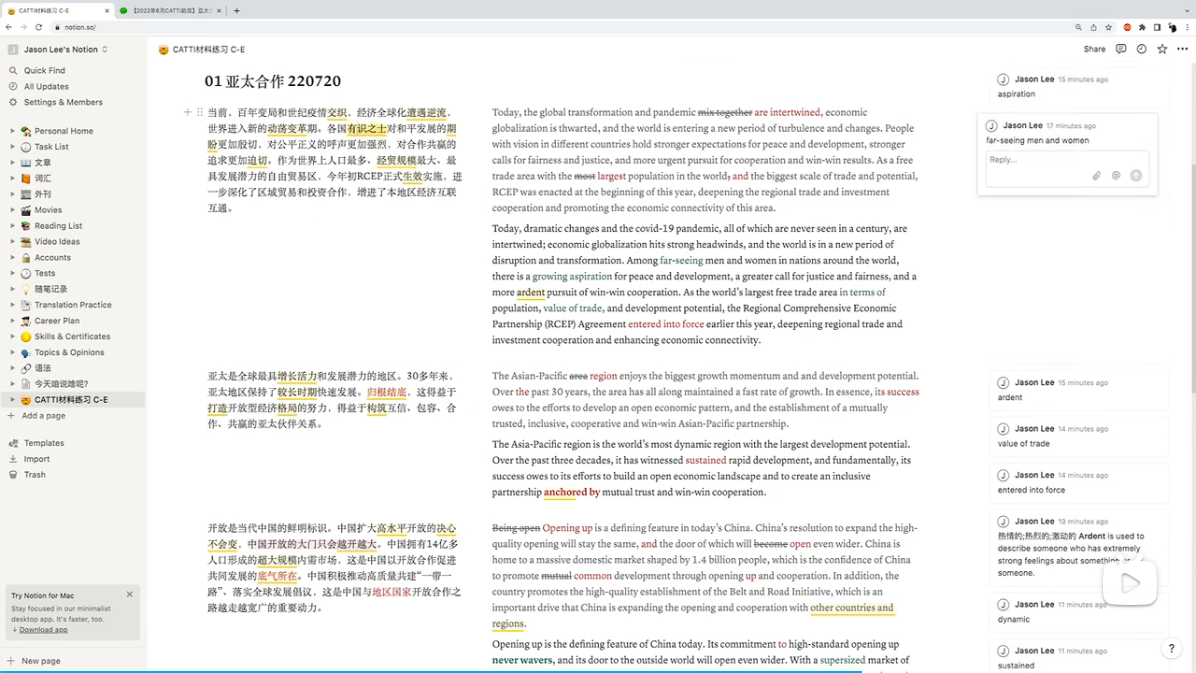 CATTI材料练习 C-E
【2022年6月CATTI助攻】亚太
notion.so/
Jason Lee's Notion
Quick Find
All Updates
Settings & Members
Personal Home
Task List
文章
词汇
外刊
Movies
Reading List
Video Ideas
Accounts
Tests
随笔记录
Translation Practice
Career Plan
Skills & Certificates
Topics & Opinions
语法
今天咱说啥呢?
CATTI材料练习 C-E
Add a page
Templates
Import
Trash
Try Notion for Mac
Stay focused in our minimalist
desktop app. It's faster, too.
↓ Download app
New page
CATTI材料练习 C-E
Share
01 亚太合作 220720
当前，百年变局和世纪疫情交织，经济全球化遭遇逆流，
世界进入新的动荡变革期。各国有识之士对和平发展的期
盼更加殷切，对公平正义的呼声更加强烈，对合作共赢的
追求更加迫切。作为世界上人口最多、经贸规模最大、最
具发展潜力的自由贸易区，今年初RCEP正式生效实施，进
一步深化了区域贸易和投资合作，增进了本地区经济互联
互通。
Today, the global transformation and pandemic mix together are intertwined, economic
globalization is thwarted, and the world is entering a new period of turbulence and changes. People
with vision in different countries hold stronger expectations for peace and development, stronger
calls for fairness and justice, and more urgent pursuit for cooperation and win-win results. As a free
trade area with the most largest population in the world, and the biggest scale of trade and potential,
RCEP was enacted at the beginning of this year, deepening the regional trade and investment
cooperation and promoting the economic connectivity of this area.
Today, dramatic changes and the covid-19 pandemic, all of which are never seen in a century, are
intertwined; economic globalization hits strong headwinds, and the world is in a new period of
disruption and transformation. Among far-seeing men and women in nations around the world,
there is a growing aspiration for peace and development, a greater call for justice and fairness, and a
more ardent pursuit of win-win cooperation. As the world's largest free trade area in terms of
population, value of trade, and development potential, the Regional Comprehensive Economic
Partnership (RCEP) Agreement entered into force earlier this year, deepening regional trade and
investment cooperation and enhancing economic connectivity.
亚太是全球最具增长活力和发展潜力的地区。30多年来，
亚太地区保持了较长时期快速发展。归根结底，这得益于
打造开放型经济格局的努力，得益于构筑互信、包容、合
作、共赢的亚太伙伴关系。
The Asian-Pacific area region enjoys the biggest growth momentum and and development potential.
Over the past 30 years, the area has all along maintained a fast rate of growth. In essence, its success
owes to the efforts to develop an open economic pattern, and the establishment of a mutually
trusted, inclusive, cooperative and win-win Asian-Pacific partnership.
The Asia-Pacific region is the world's most dynamic region with the largest development potential.
Over the past three decades, it has witnessed sustained rapid development, and fundamentally, its
success owes to its efforts to build an open economic landscape and to create an inclusive
partnership anchored by mutual trust and win-win cooperation.
开放是当代中国的鲜明标识。中国扩大高水平开放的决心
不会变，中国开放的大门只会越开越大。中国拥有14亿多
人口形成的超大规模内需市场，这是中国以开放合作促进
共同发展的底气所在。中国积极推动高质量共建“一带一
路”、落实全球发展倡议，这是中国与地区国家开放合作之
路越走越宽广的重要动力。
Being open Opening up is a defining feature in today's China. China's resolution to expand the high-
quality opening will stay the same, and the door of which will become open even wider. China is
home to a massive domestic market shaped by 1.4 billion people, which is the confidence of China
to promote mutual common development through opening up and cooperation. In addition, the
country promotes the high-quality establishment of the Belt and Road Initiative, which is an
important drive that China is expanding the opening and cooperation with other countries and
regions.
Opening up is the defining feature of China today. Its commitment to high-standard opening up
never wavers, and its door to the outside world will open even wider. With a supersized market of
Jason Lee 15 minutes ago
aspiration
Jason Lee 17 minutes ago
far-seeing men and women
Reply...
Jason Lee 15 minutes ago
ardent
Jason Lee 14 minutes ago
value of trade
Jason Lee 15 minutes ago
entered into force
Jason Lee 19 minutes ago
热情的;热烈的;激动的 Ardent is used to
describe someone who has extremely
strong feelings about something or
someone.
Jason Lee 11 minutes ago
dynamic
Jason Lee 11 minutes ago
sustained